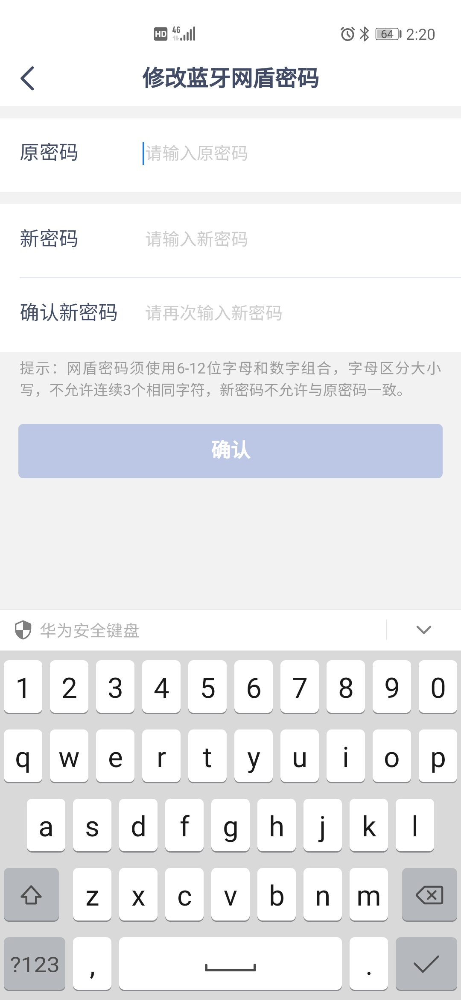 HD 4G 64 2:20
修改蓝牙网盾密码
原密码 请输入原密码
新密码 请输入新密码
确认新密码 请再次输入新密码
提示：网盾密码须使用6-12位字母和数字组合，字母区分大小
写，不允许连续3个相同字符，新密码不允许与原密码一致。
确认
华为安全键盘
1 2 3 4 5 6 7 8 9 0
q w e r t y u i o p
a s d f g h j k l
z x c v b n m
?123 , .